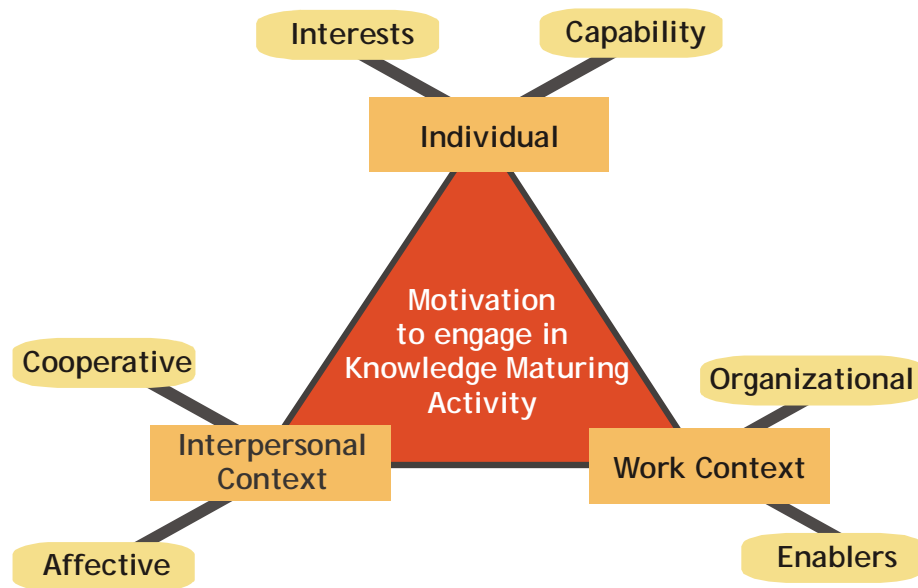 Interests
Capability
Individual
Motivation
to engage in
Knowledge Maturing
Activity
Cooperative
Organizational
Interpersonal
Context
Work Context
Affective
Enablers